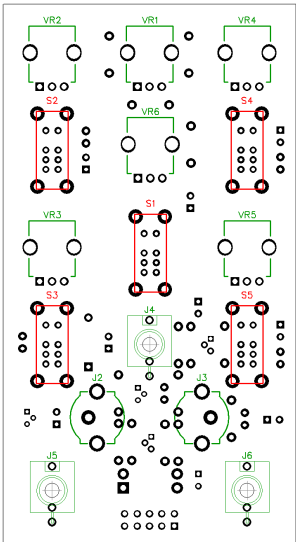 VR2 VR1 VR4
S2 VR6 S4
S1
VR3 VR5
S3 J4 S5
J2 J3
J5 J6